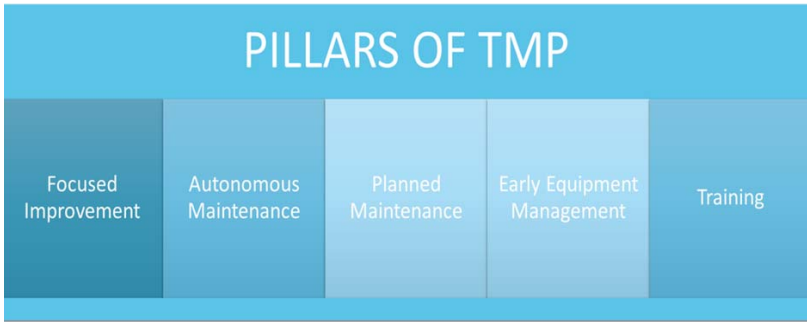 PILLARS OF TMP
Focused
Improvement
Autonomous
Maintenance
Planned
Maintenance
Early Equipment
Management
Training